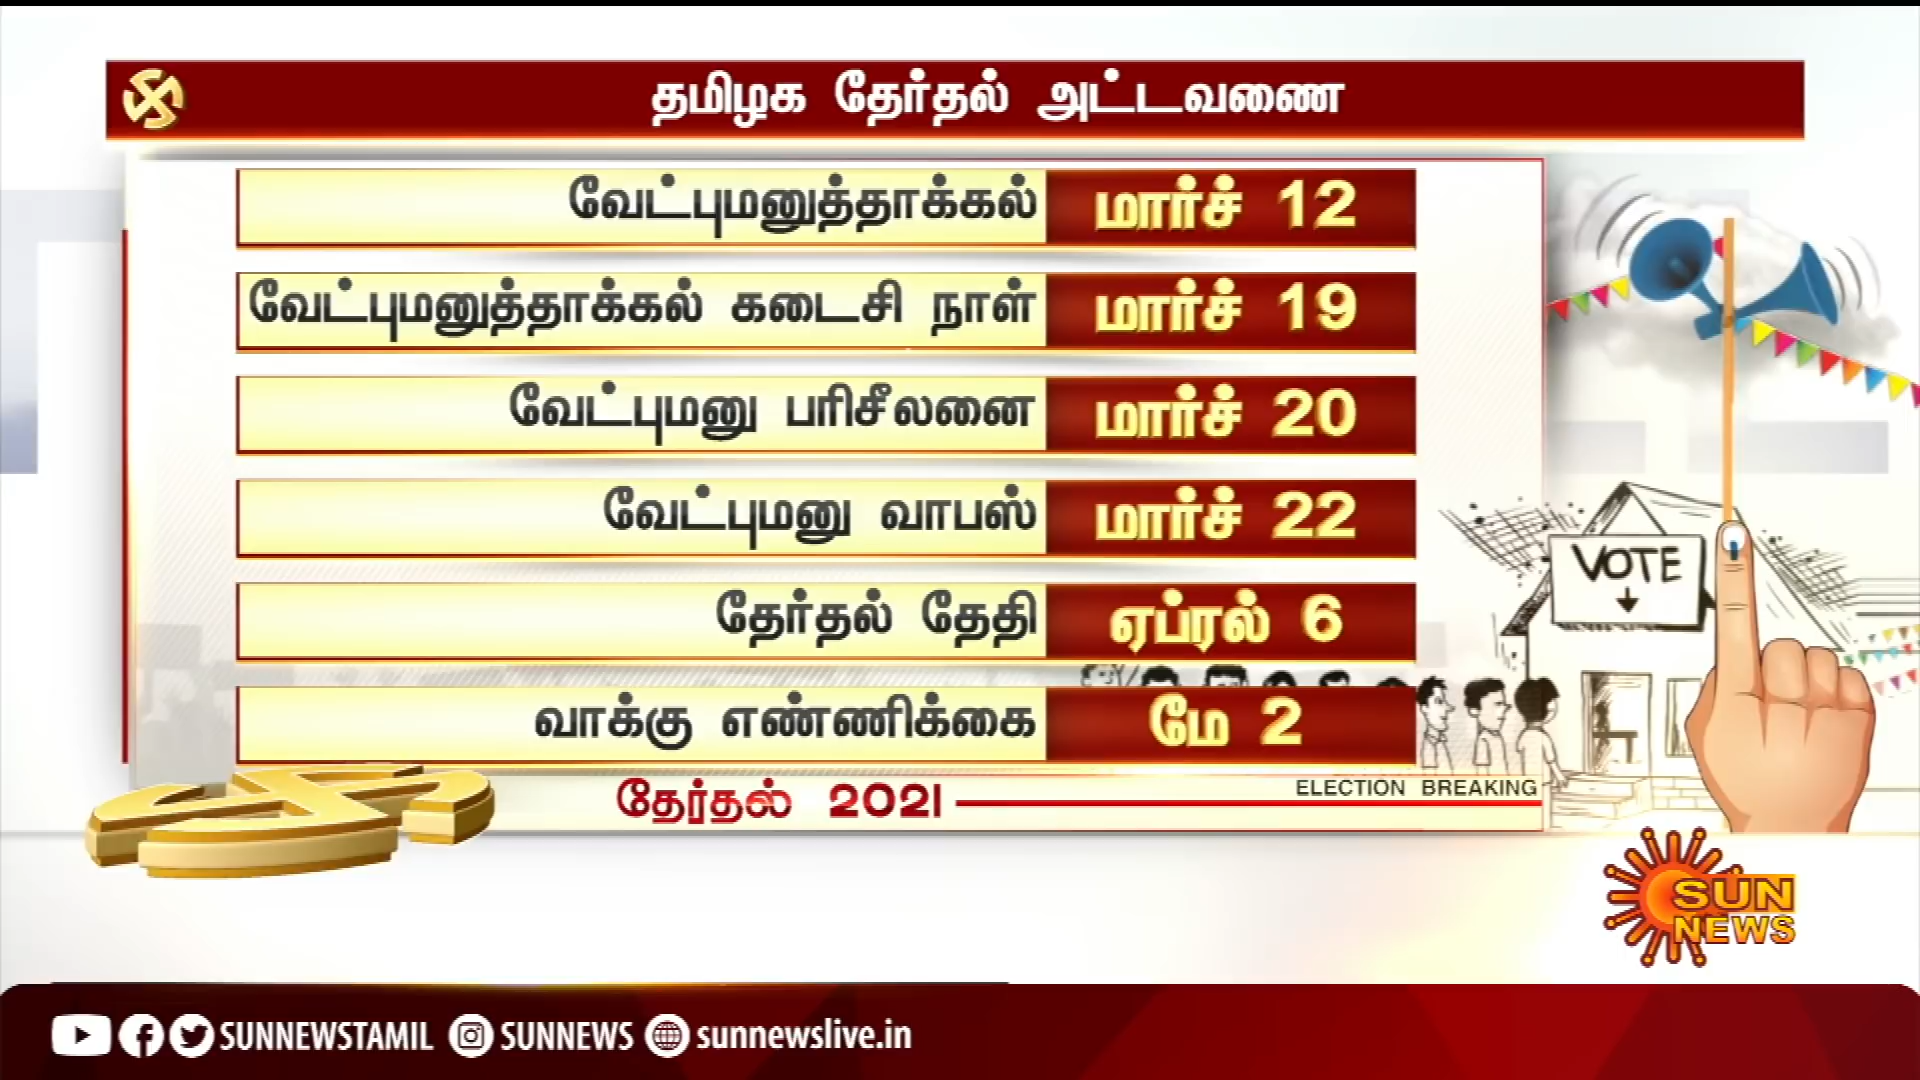 தமிழக தேர்தல் அட்டவணை
வேட்புமனுத்தாக்கல் மார்ச் 12
வேட்புமனுத்தாக்கல் கடைசி நாள் மார்ச் 19
வேட்புமனு பரிசீலனை மார்ச் 20
வேட்புமனு வாபஸ் மார்ச் 22
தேர்தல் தேதி ஏப்ரல் 6
வாக்கு எண்ணிக்கை மே 2
தேர்தல் 2021
ELECTION BREAKING
VOTE
SUN
NEWS
SUNNEWSTAMIL SUNNEWS sunnewslive.in